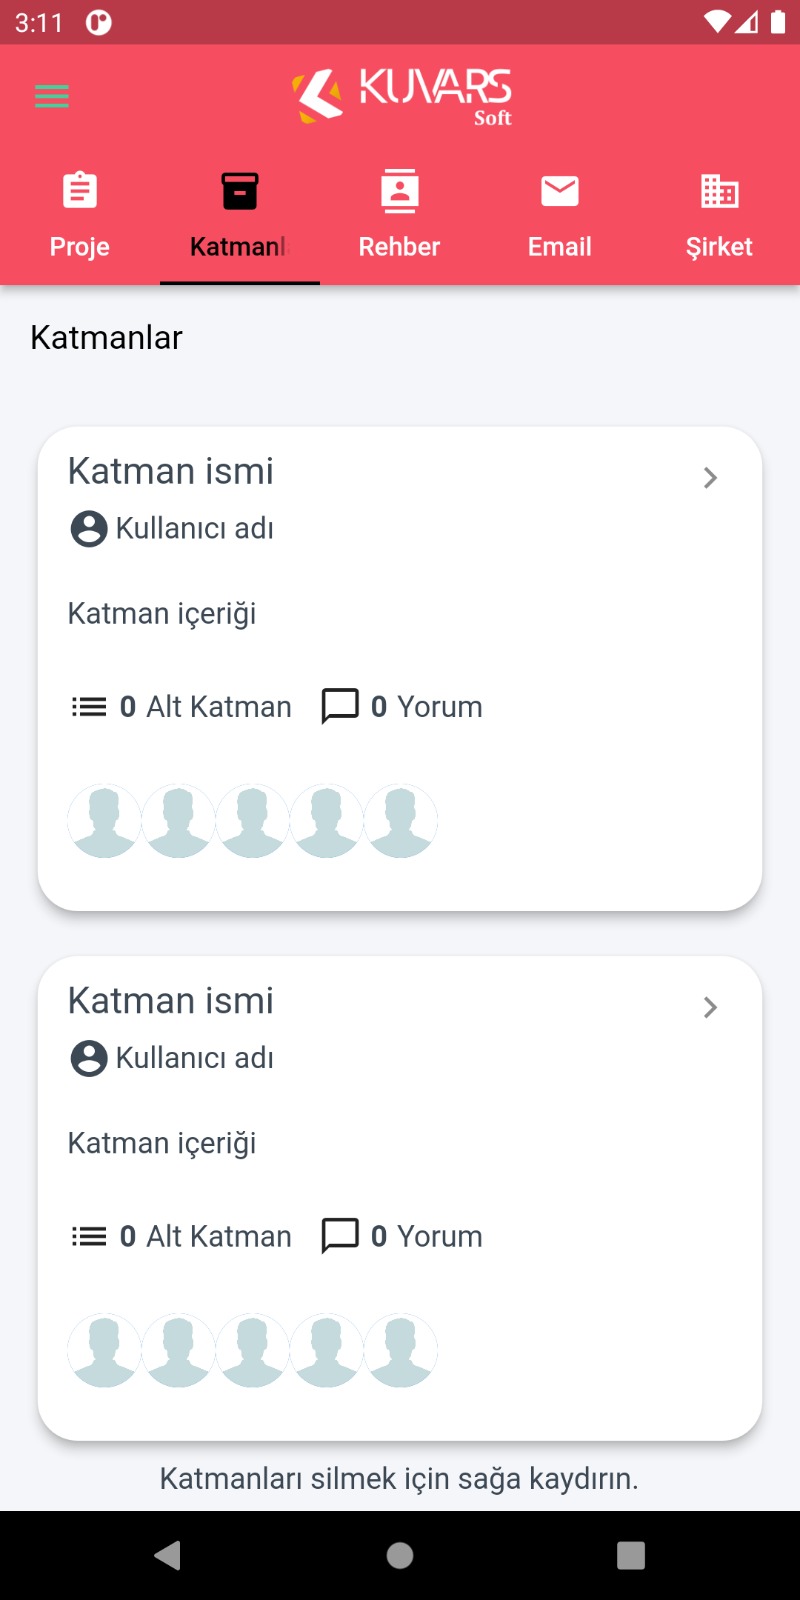 3:11
KUVARS
Soft
Proje
Katmanl
Rehber
Email
Şirket
Katmanlar
Katman ismi
Kullanıcı adı
Katman içeriği
0 Alt Katman 0 Yorum
Katman ismi
Kullanıcı adı
Katman içeriği
0 Alt Katman 0 Yorum
Katmanları silmek için sağa kaydırın.